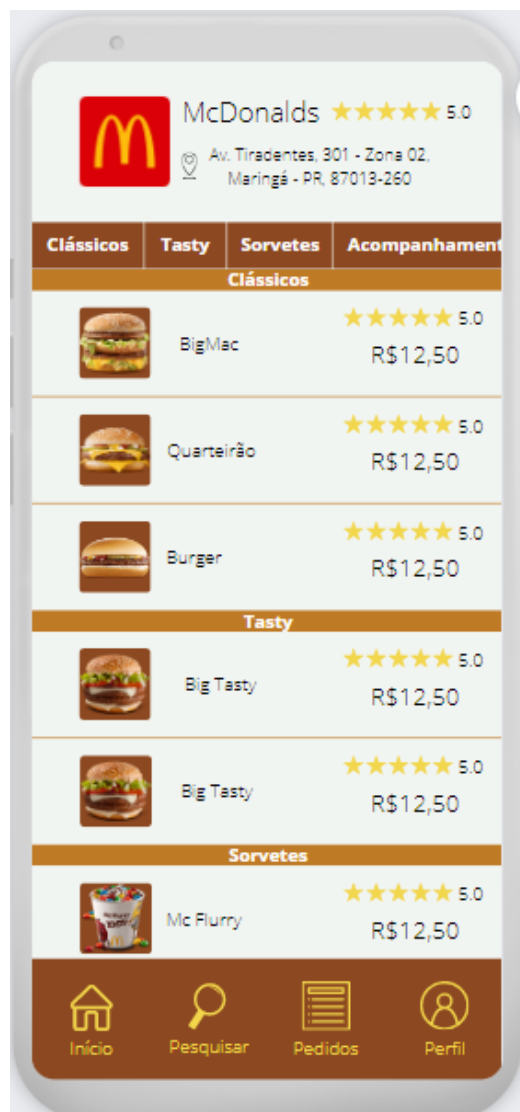 McDonalds 5.0
Av. Tiradentes, 301 - Zona 02,
Maringá - PR, 87013-260
Clássicos Tasty Sorvetes Acompanhament
Clássicos
5.0
BigMac
R$12,50
5.0
Quarteirão
R$12,50
5.0
Burger
R$12,50
Tasty
5.0
Big Tasty
R$12,50
5.0
Big Tasty
R$12,50
Sorvetes
5.0
Mc Flurry
R$12,50
Início Pesquisar Pedidos Perfil